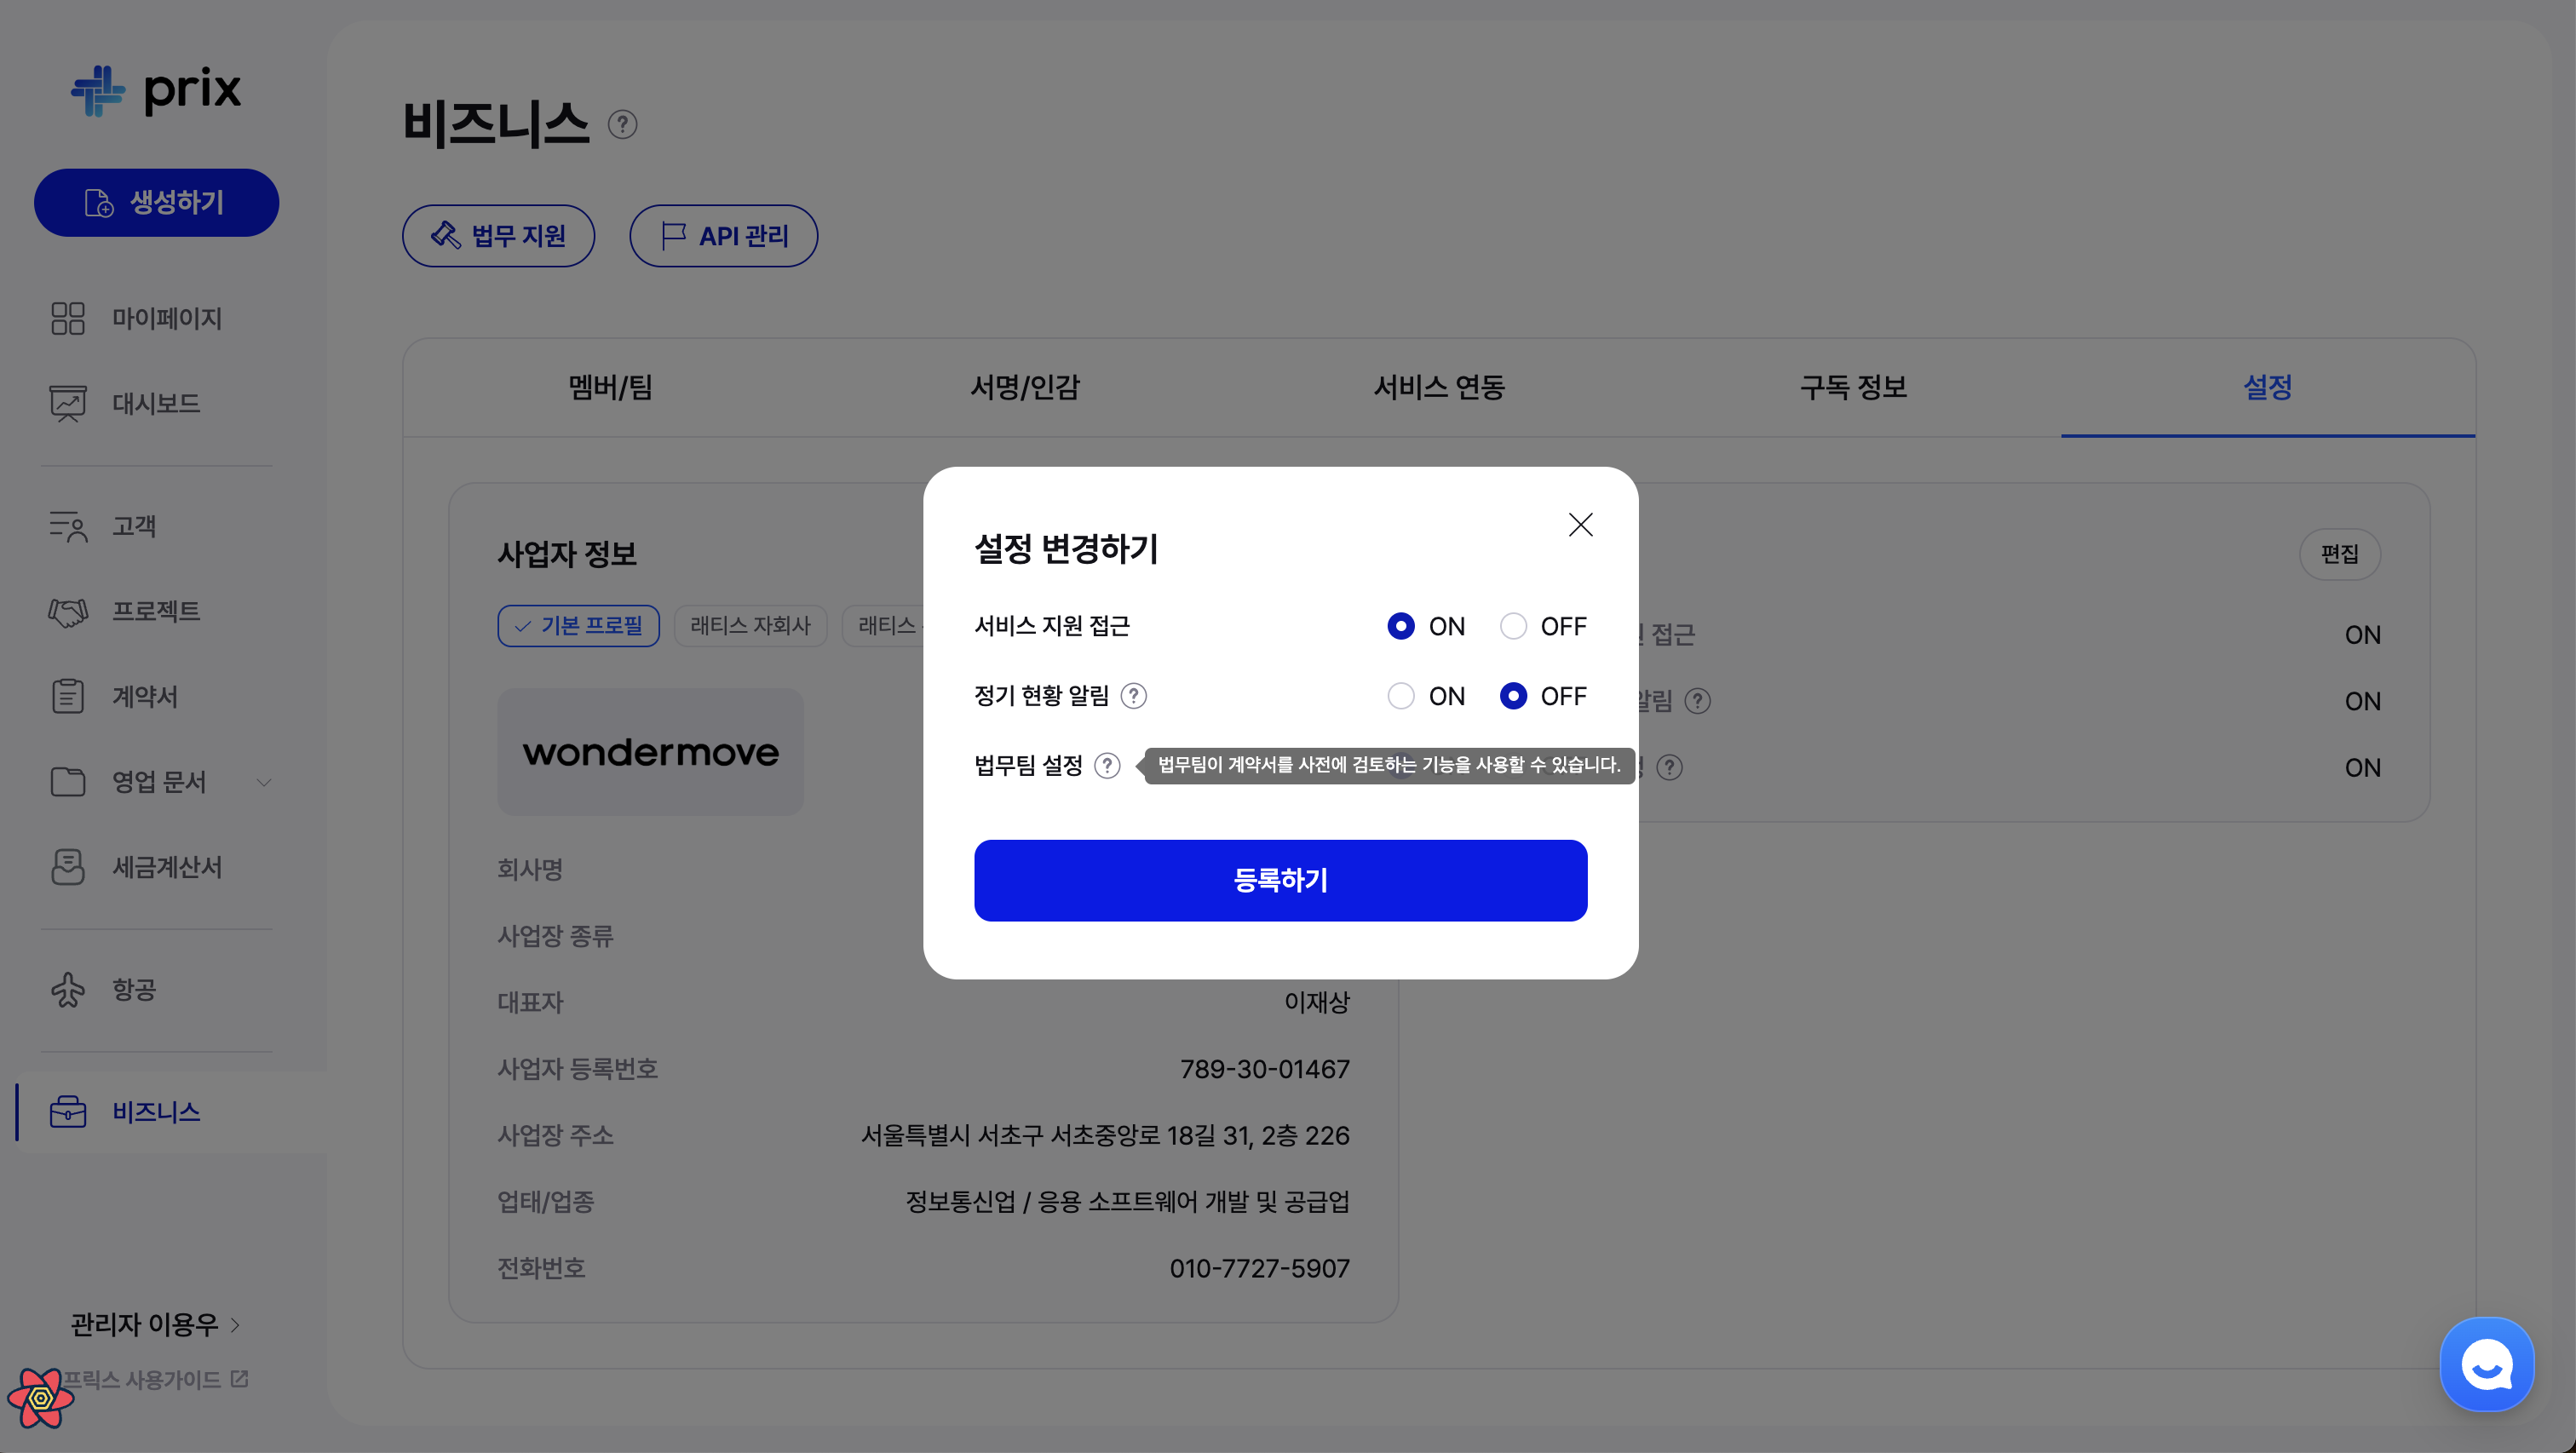 prix
생성하기
마이페이지
대시보드
고객
프로젝트
계약서
영업 문서
세금계산서
항공
비즈니스
관리자 이용우
프릭스 사용가이드
비즈니스
법무 지원
API 관리
멤버/팀
서명/인감
서비스 연동
구독 정보
설정
사업자 정보
기본 프로필
래티스 자회사
래티스
wondermove
회사명
사업장 종류
대표자
이재상
사업자 등록번호
789-30-01467
사업장 주소
서울특별시 서초구 서초중앙로 18길 31, 2층 226
업태/업종
정보통신업 / 응용 소프트웨어 개발 및 공급업
전화번호
010-7727-5907
편집
접근
ON
알림
ON
ON
설정 변경하기
서비스 지원 접근
ON
OFF
정기 현황 알림
ON
OFF
법무팀 설정
법무팀이 계약서를 사전에 검토하는 기능을 사용할 수 있습니다.
등록하기